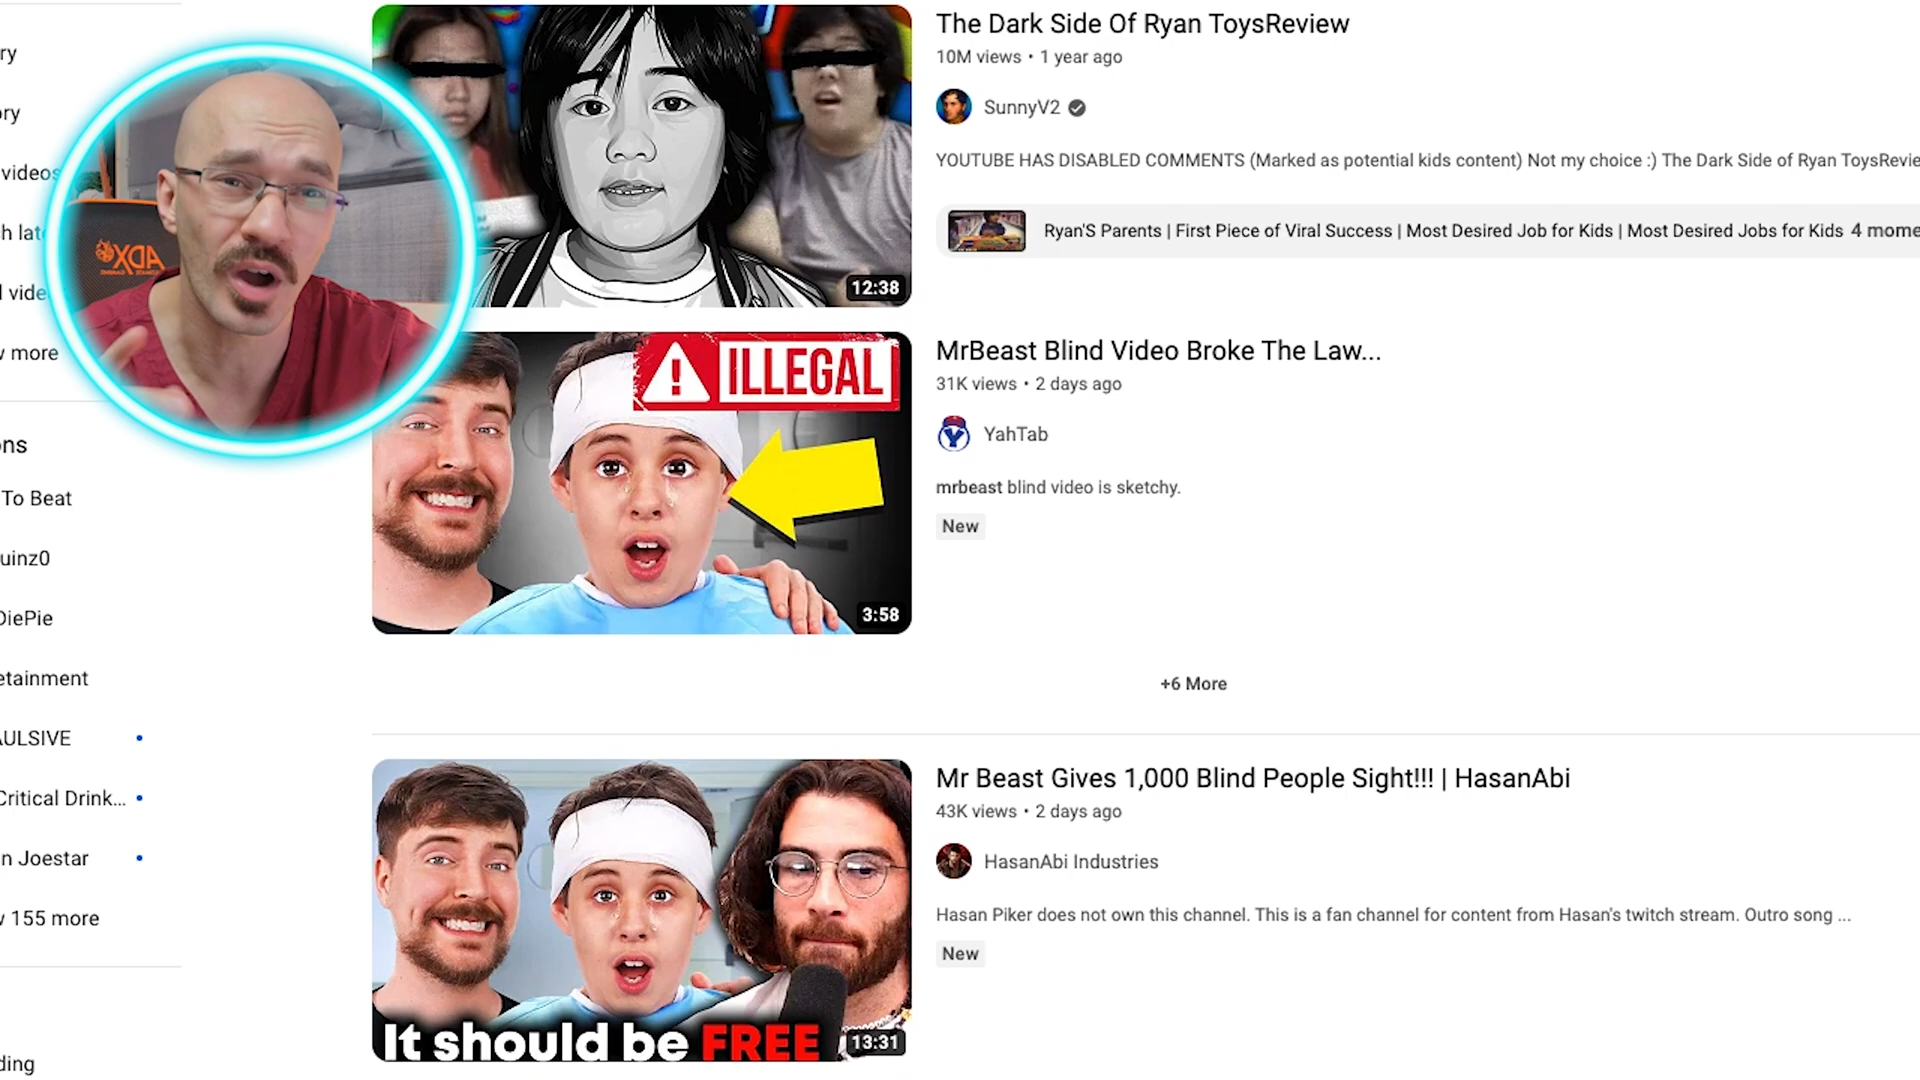 ry
ory
videos
h late
l vide
w more
ons
To Beat
uinz0
DiePie
etainment
AULSIVE
Critical Drink...
n Joestar
w 155 more
ding
ADX
The Dark Side Of Ryan ToysReview
10M views • 1 year ago
SunnyV2
YOUTUBE HAS DISABLED COMMENTS (Marked as potential kids content) Not my choice :) The Dark Side of Ryan ToysRevie
Ryan'S Parents | First Piece of Viral Success | Most Desired Job for Kids | Most Desired Jobs for Kids 4 mome
12:38
ILLEGAL
3:58
MrBeast Blind Video Broke The Law...
31K views • 2 days ago
YahTab
mrbeast blind video is sketchy.
New
+6 More
It should be FREE
13:31
Mr Beast Gives 1,000 Blind People Sight!!! | HasanAbi
43K views • 2 days ago
HasanAbi Industries
Hasan Piker does not own this channel. This is a fan channel for content from Hasan's twitch stream. Outro song ...
New